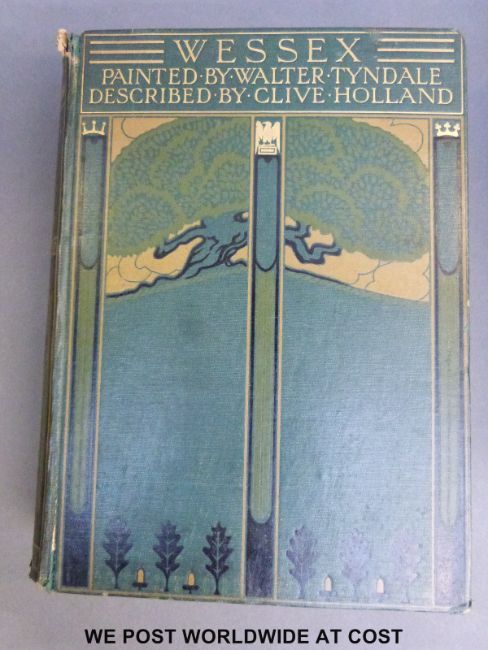 WESSEX
PAINTED·BY·WALTER·TYNDALE
DESCRIBED·BY·CLIVE·HOLLAND
WE POST WORLDWIDE AT COST